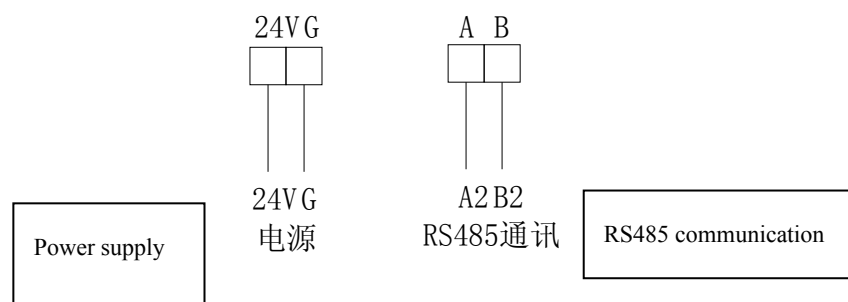 24V G
A B
24V G
A2 B2
电源
RS485通讯
Power supply
RS485 communication